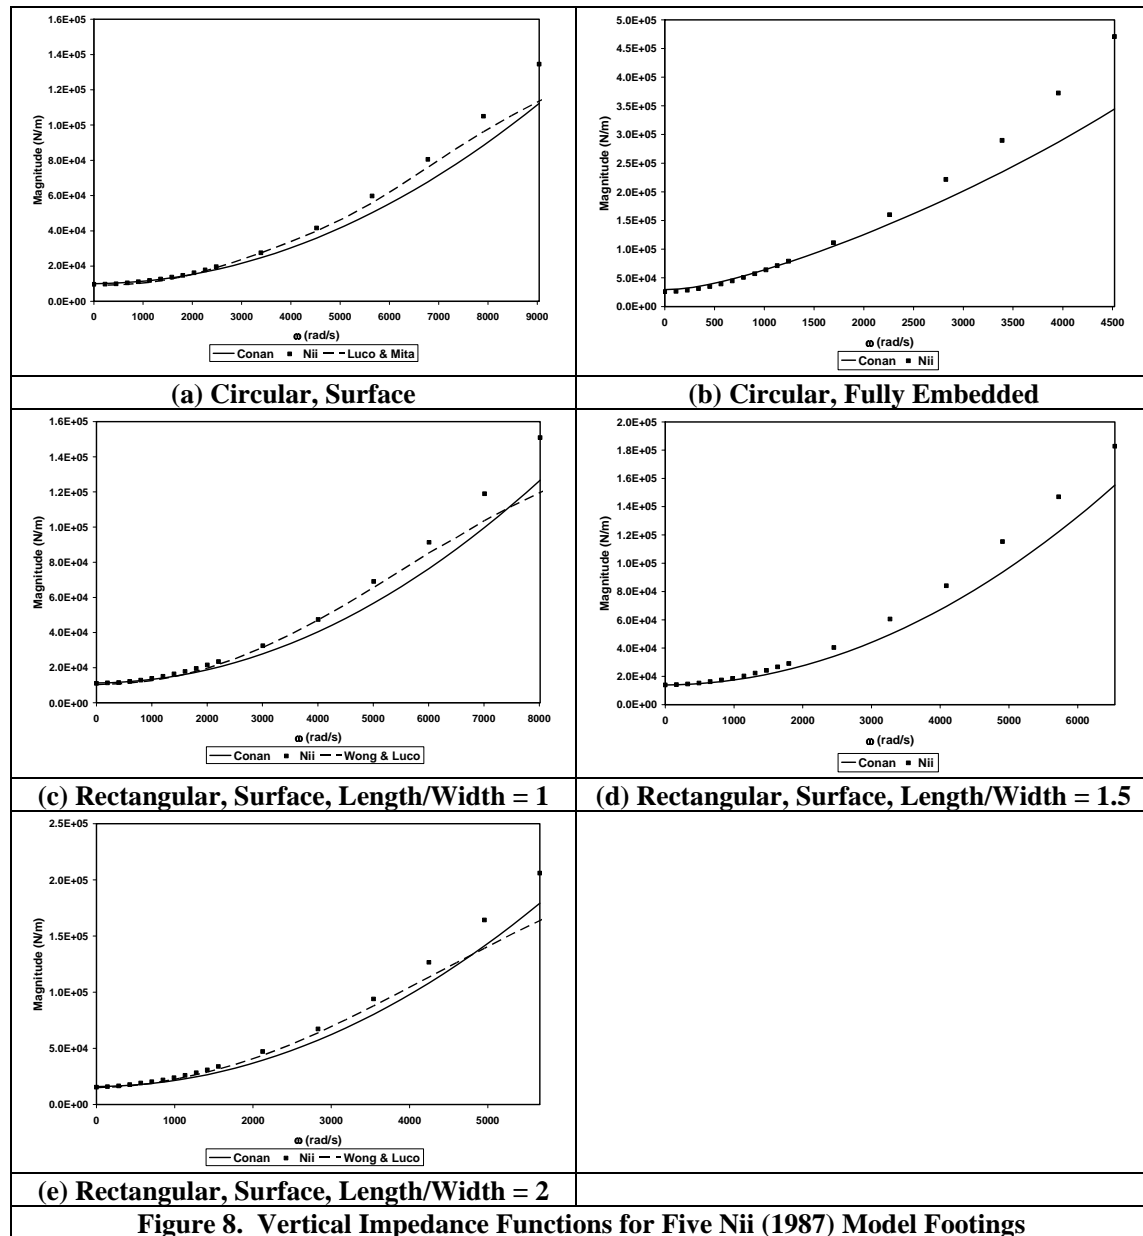 1.6E+05
1.4E+05
1.2E+05
1.0E+05
8.0E+04
6.0E+04
4.0E+04
2.0E+04
0.0E+00
Magnitude (N/m)
0 1000 2000 3000 4000 5000 6000 7000 8000 9000
ω (rad/s)
Conan Nii Luco & Mita
5.0E+05
4.5E+05
4.0E+05
3.5E+05
3.0E+05
2.5E+05
2.0E+05
1.5E+05
1.0E+05
5.0E+04
0.0E+00
Magnitude (N/m)
0 500 1000 1500 2000 2500 3000 3500 4000 4500
ω (rad/s)
Conan Nii
(a) Circular, Surface
(b) Circular, Fully Embedded
1.6E+05
1.4E+05
1.2E+05
1.0E+05
8.0E+04
6.0E+04
4.0E+04
2.0E+04
0.0E+00
Magnitude (N/m)
0 1000 2000 3000 4000 5000 6000 7000 8000
ω (rad/s)
Conan Nii Wong & Luco
2.0E+05
1.8E+05
1.6E+05
1.4E+05
1.2E+05
1.0E+05
8.0E+04
6.0E+04
4.0E+04
2.0E+04
0.0E+00
Magnitude (N/m)
0 1000 2000 3000 4000 5000 6000
ω (rad/s)
Conan Nii
(c) Rectangular, Surface, Length/Width = 1
(d) Rectangular, Surface, Length/Width = 1.5
2.5E+05
2.0E+05
1.5E+05
1.0E+05
5.0E+04
0.0E+00
Magnitude (N/m)
0 1000 2000 3000 4000 5000
ω (rad/s)
Conan Nii Wong & Luco
(e) Rectangular, Surface, Length/Width = 2
Figure 8. Vertical Impedance Functions for Five Nii (1987) Model Footings